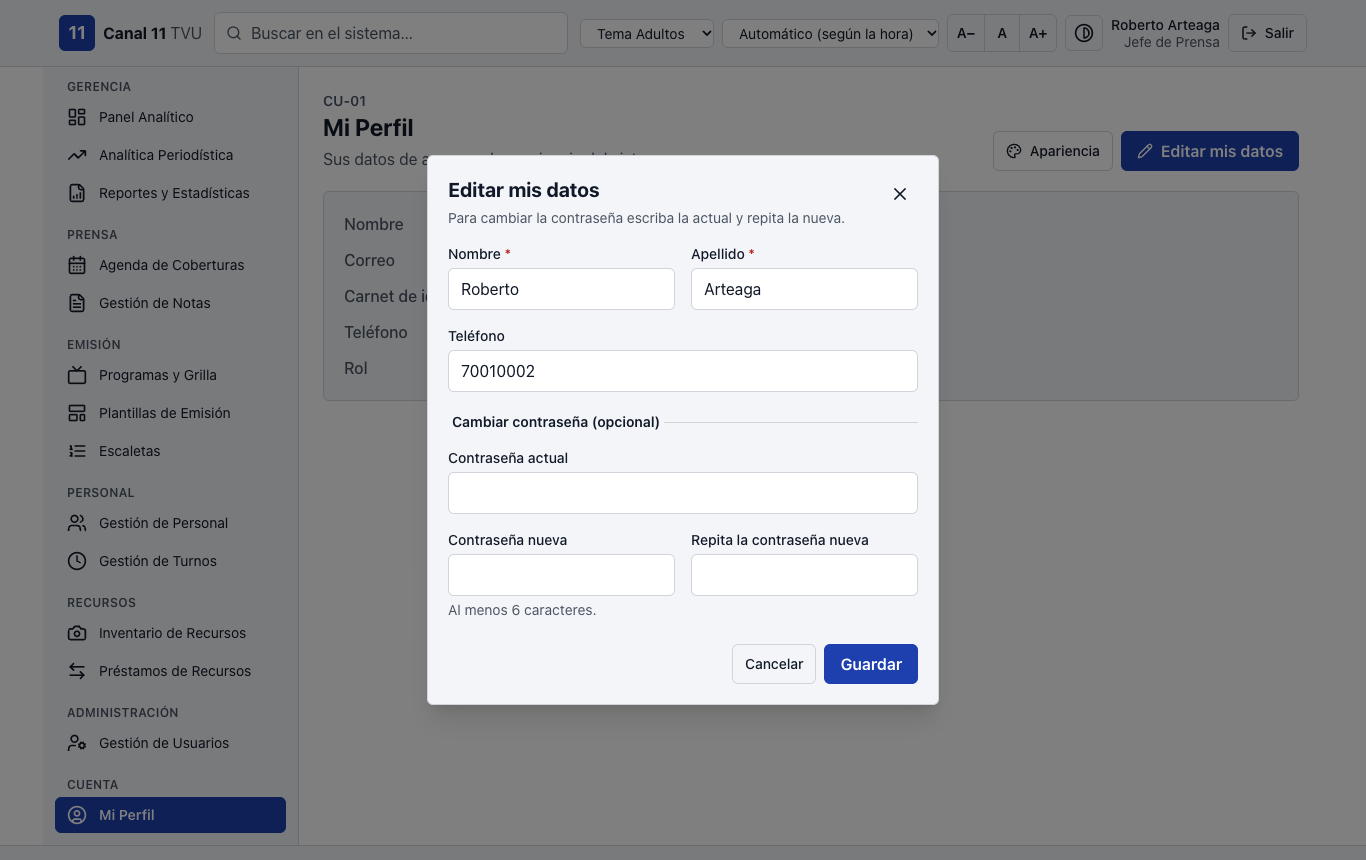 11 Canal 11 TVU
Buscar en el sistema...
Tema Adultos
Automático (según la hora)
A− A A+
Roberto Arteaga
Jefe de Prensa
Salir
GERENCIA
Panel Analítico
Analítica Periodística
Reportes y Estadísticas
PRENSA
Agenda de Coberturas
Gestión de Notas
EMISIÓN
Programas y Grilla
Plantillas de Emisión
Escaletas
PERSONAL
Gestión de Personal
Gestión de Turnos
RECURSOS
Inventario de Recursos
Préstamos de Recursos
ADMINISTRACIÓN
Gestión de Usuarios
CUENTA
Mi Perfil
CU-01
Mi Perfil
Sus datos de
Apariencia
Editar mis datos
Nombre
Correo
Carnet de
Teléfono
Rol
Editar mis datos
Para cambiar la contraseña escriba la actual y repita la nueva.
Nombre * Apellido *
Roberto Arteaga
Teléfono
70010002
Cambiar contraseña (opcional)
Contraseña actual
Contraseña nueva Repita la contraseña nueva
Al menos 6 caracteres.
Cancelar Guardar